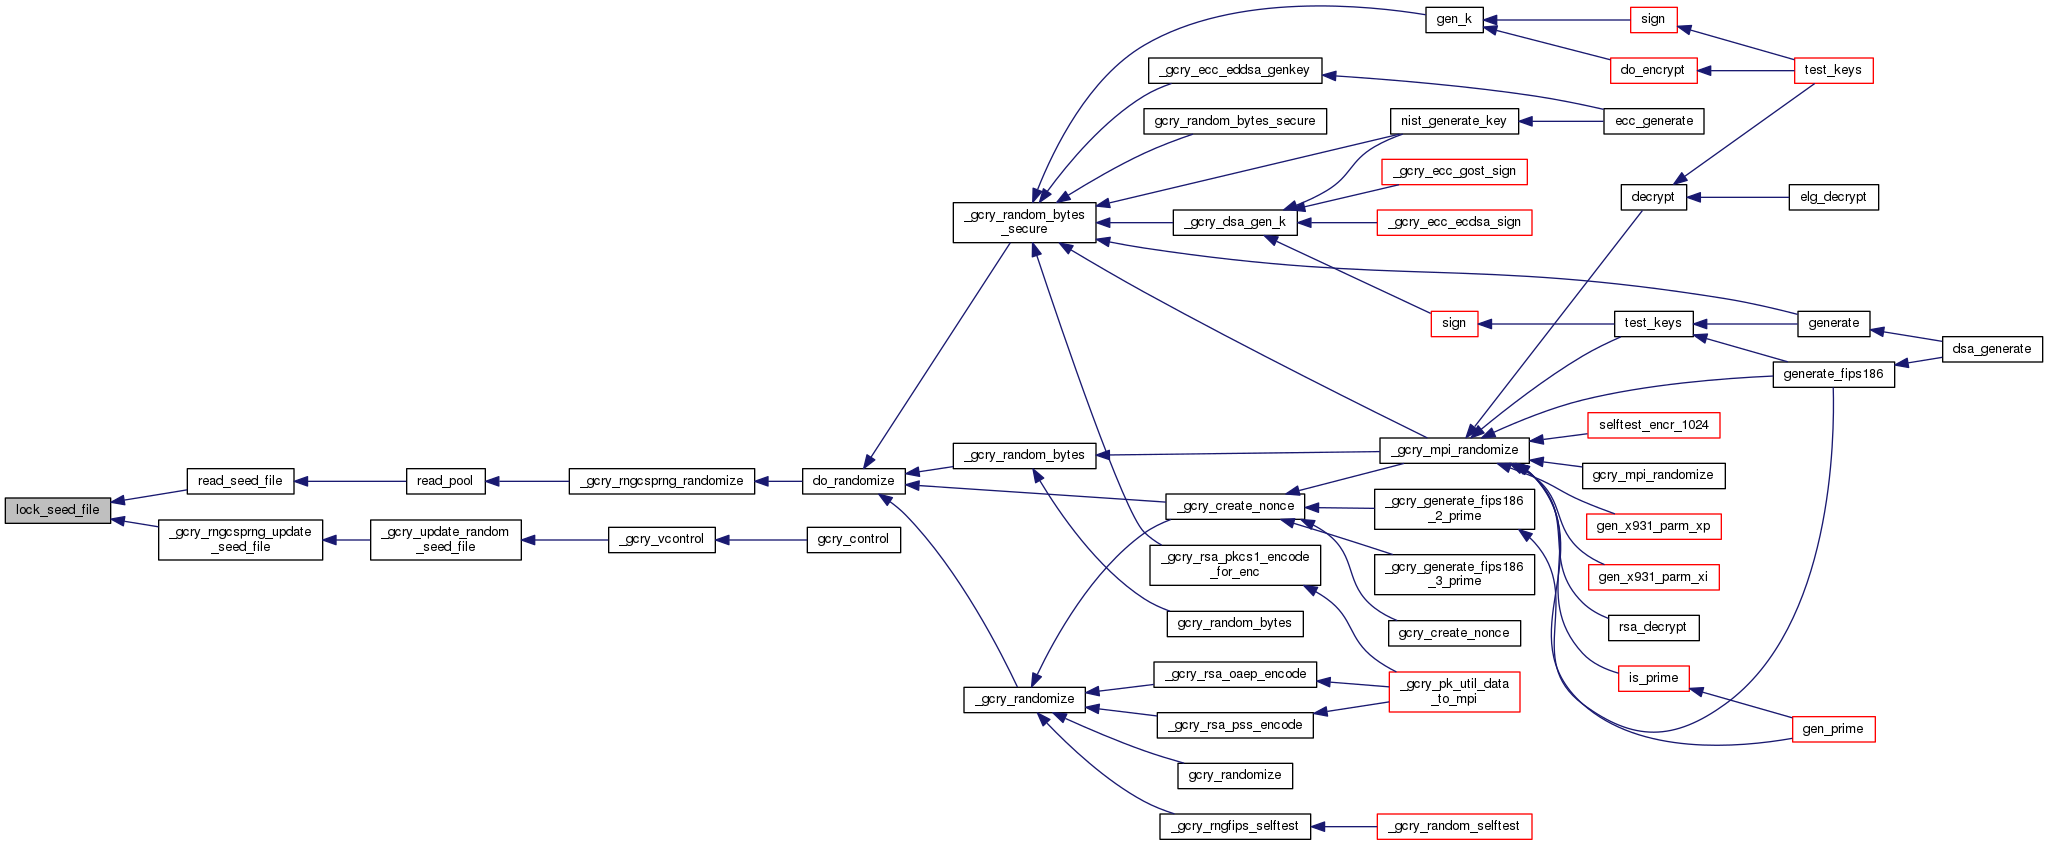 lock_seed_file
read_seed_file
_gcry_rngcsprng_update
_seed_file
read_pool
_gcry_update_random
_seed_file
_gcry_rngcsprng_randomize
_gcry_vcontrol
do_randomize
gcry_control
_gcry_random_bytes
_secure
_gcry_random_bytes
_gcry_randomize
_gcry_ecc_eddsa_genkey
gcry_random_bytes_secure
_gcry_dsa_gen_k
_gcry_create_nonce
_gcry_rsa_pkcs1_encode
_for_enc
gcry_random_bytes
_gcry_rsa_oaep_encode
_gcry_rsa_pss_encode
gcry_randomize
_gcry_rngfips_selftest
gen_k
nist_generate_key
_gcry_ecc_gost_sign
_gcry_ecc_ecdsa_sign
sign
_gcry_mpi_randomize
_gcry_generate_fips186
_2_prime
_gcry_generate_fips186
_3_prime
gcry_create_nonce
_gcry_pk_util_data
_to_mpi
_gcry_random_selftest
sign
do_encrypt
ecc_generate
decrypt
test_keys
selftest_encr_1024
gcry_mpi_randomize
gen_x931_parm_xp
gen_x931_parm_xi
rsa_decrypt
is_prime
test_keys
elg_decrypt
generate
generate_fips186
gen_prime
dsa_generate